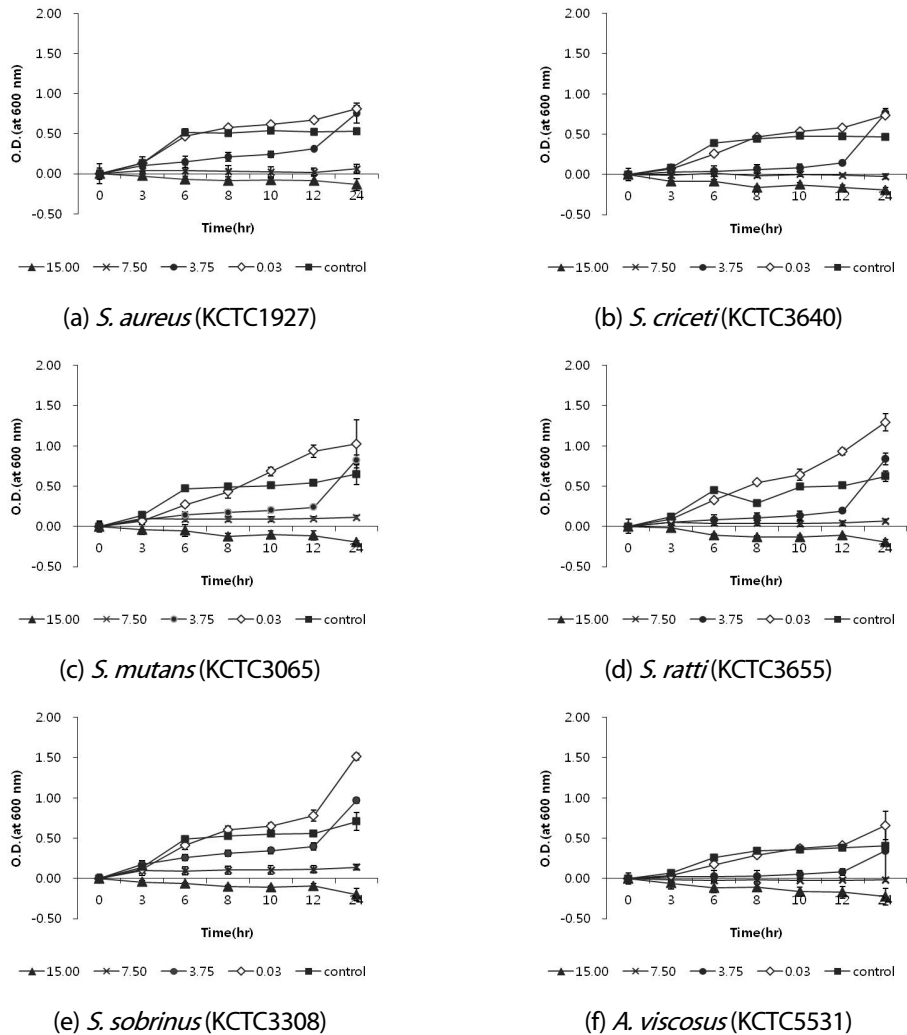 2.00
1.50
1.00
0.50
0.00
-0.50
O.D.(at 600 nm)
0 3 6 8 10 12 24
Time(hr)
15.00 7.50 3.75 0.03 control
(a) S. aureus (KCTC1927)
2.00
1.50
1.00
0.50
0.00
-0.50
O.D.(at 600 nm)
0 3 6 8 10 12 24
Time(hr)
15.00 7.50 3.75 0.03 control
(b) S. criceti (KCTC3640)
2.00
1.50
1.00
0.50
0.00
-0.50
O.D.(at 600 nm)
0 3 6 8 10 12 24
Time(hr)
15.00 7.50 3.75 0.03 control
(c) S. mutans (KCTC3065)
2.00
1.50
1.00
0.50
0.00
-0.50
O.D.(at 600 nm)
0 3 6 8 10 12 24
Time(hr)
15.00 7.50 3.75 0.03 control
(d) S. ratti (KCTC3655)
2.00
1.50
1.00
0.50
0.00
-0.50
O.D.(at 600 nm)
0 3 6 8 10 12 24
Time(hr)
15.00 7.50 3.75 0.03 control
(e) S. sobrinus (KCTC3308)
2.00
1.50
1.00
0.50
0.00
-0.50
O.D.(at 600 nm)
0 3 6 8 10 12 24
Time(hr)
15.00 7.50 3.75 0.03 control
(f) A. viscosus (KCTC5531)